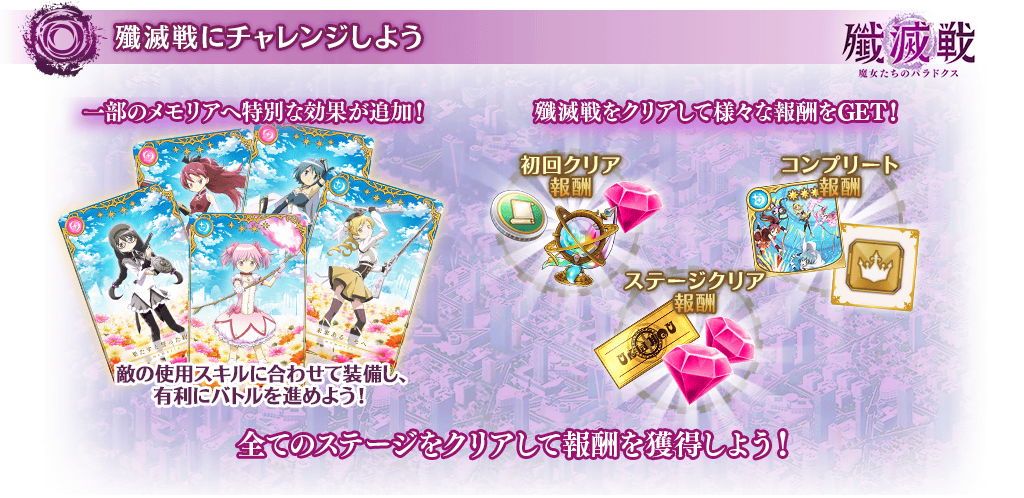 殲滅戦にチャレンジしよう
殲滅戦
魔女たちのパラドクス
一部のメモリアへ特別な効果が追加！
殲滅戦をクリアして様々な報酬をGET！
初回クリア
報酬
コンプリート
報酬
ステージクリア
報酬
敵の使用スキルに合わせて装備し、
有利にバトルを進めよう！
全てのステージをクリアして報酬を獲得しよう！